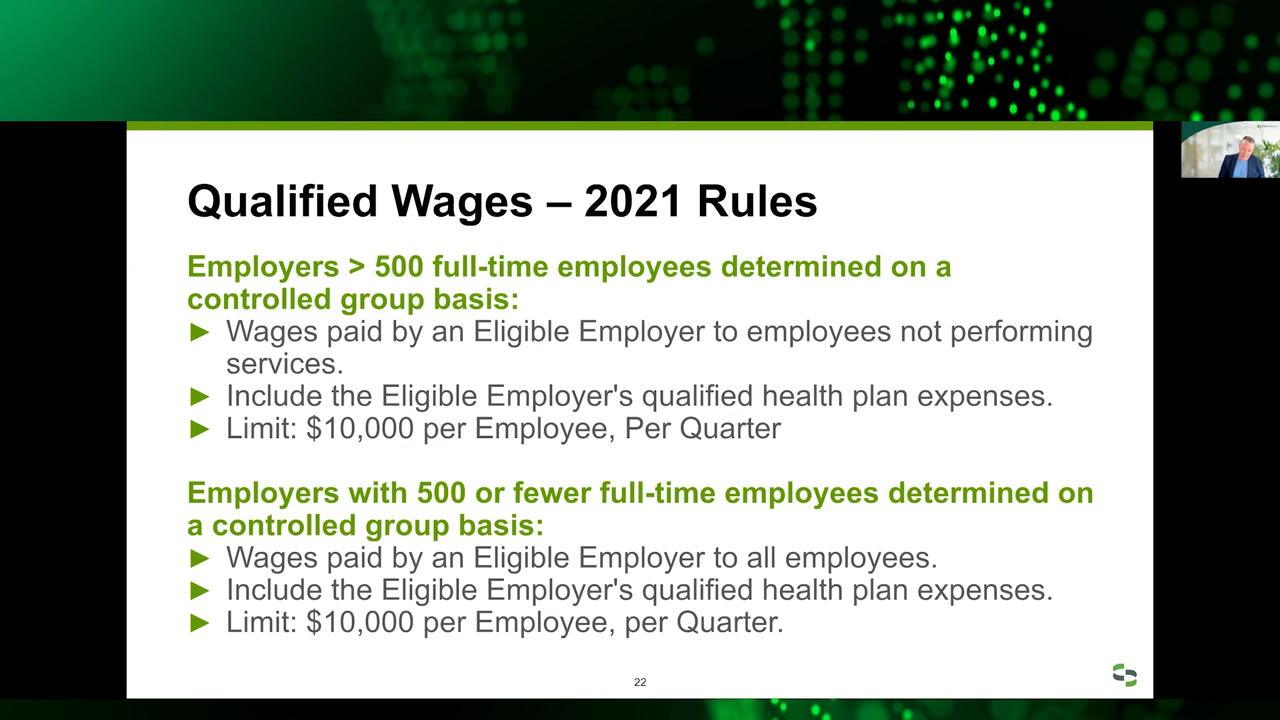 Qualified Wages – 2021 Rules
Employers > 500 full-time employees determined on a
controlled group basis:
► Wages paid by an Eligible Employer to employees not performing
services.
► Include the Eligible Employer's qualified health plan expenses.
► Limit: $10,000 per Employee, Per Quarter
Employers with 500 or fewer full-time employees determined on
a controlled group basis:
► Wages paid by an Eligible Employer to all employees.
► Include the Eligible Employer's qualified health plan expenses.
► Limit: $10,000 per Employee, per Quarter.
22